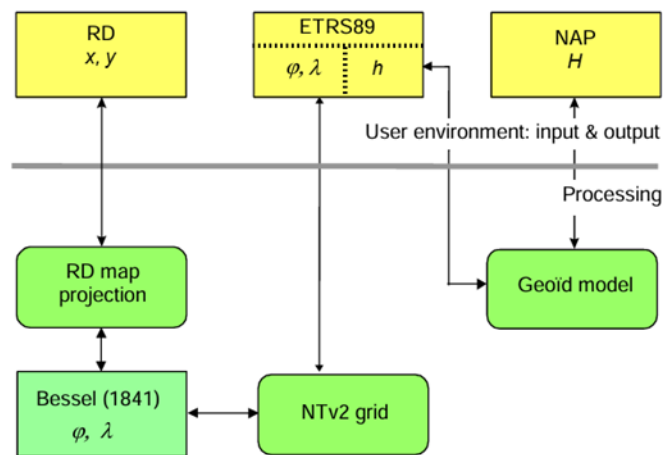 RD
x, y
ETRS89
φ, λ
h
NAP
H
User environment: input & output
Processing
RD map
projection
Geoïd model
Bessel (1841)
φ, λ
NTv2 grid